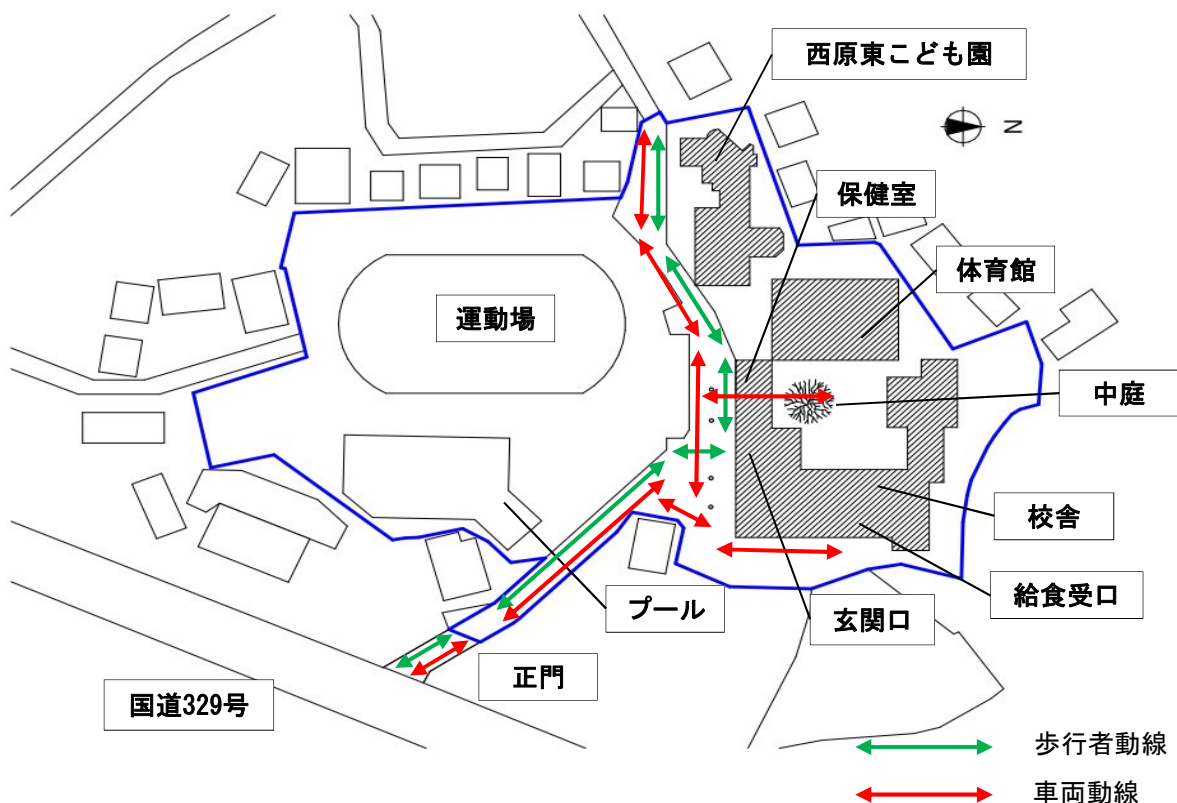 西原東こども園
N
保健室
体育館
運動場
中庭
校舎
プール
給食受口
玄関口
正門
国道329号
歩行者動線
車両動線